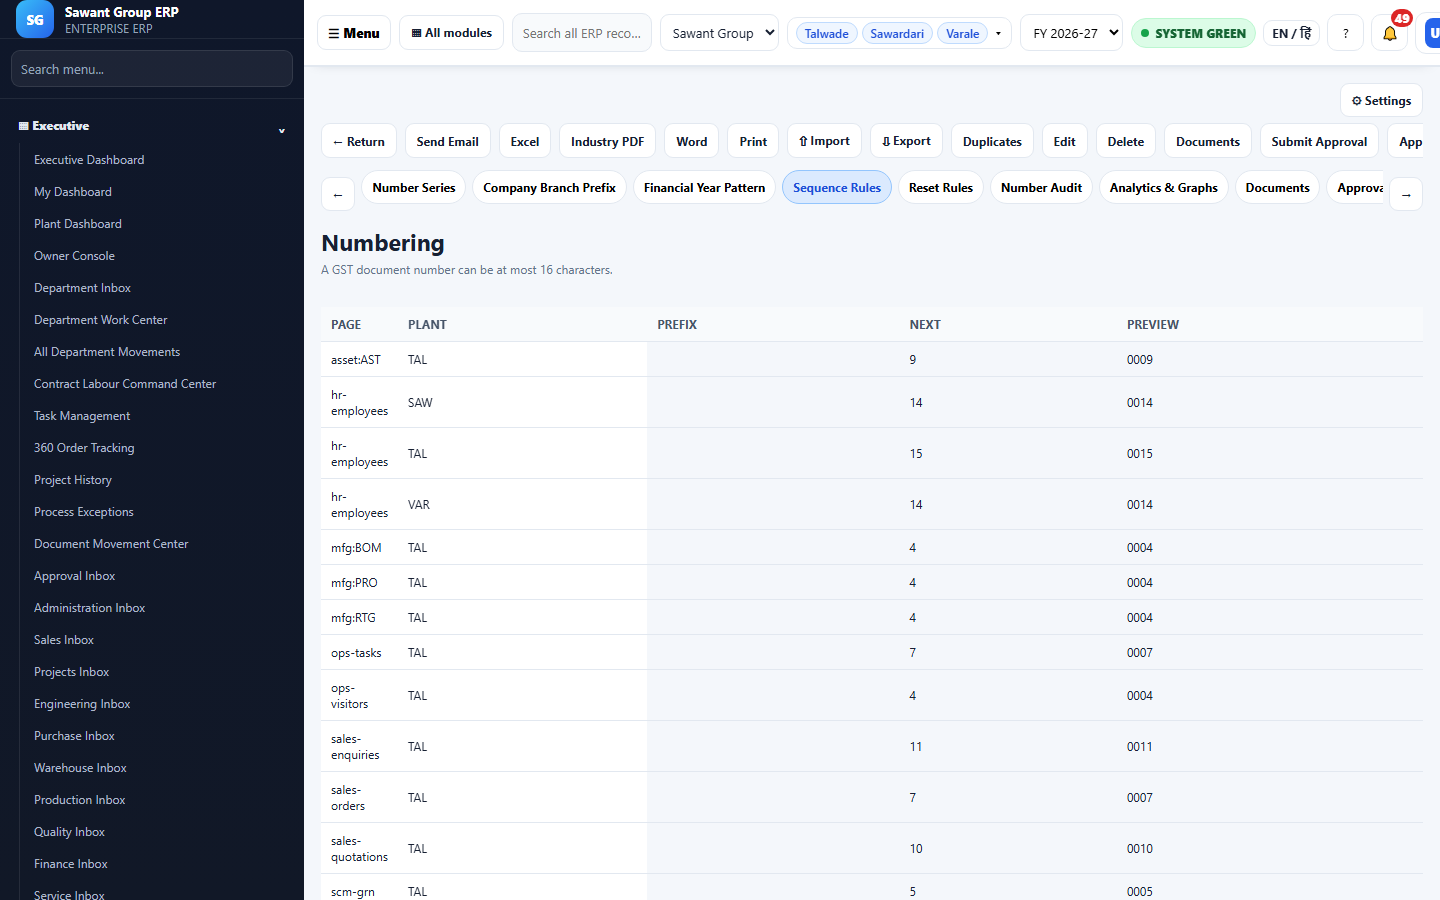 SG
Sawant Group ERP
ENTERPRISE ERP
Search menu...
Executive
Executive Dashboard
My Dashboard
Plant Dashboard
Owner Console
Department Inbox
Department Work Center
All Department Movements
Contract Labour Command Center
Task Management
360 Order Tracking
Project History
Process Exceptions
Document Movement Center
Approval Inbox
Administration Inbox
Sales Inbox
Projects Inbox
Engineering Inbox
Purchase Inbox
Warehouse Inbox
Production Inbox
Quality Inbox
Finance Inbox
Service Inbox
☰ Menu
All modules
Search all ERP reco...
Sawant Group
Talwade Sawardari Varale
FY 2026-27
SYSTEM GREEN
EN / हिं
?
49
U
⚙ Settings
← Return Send Email Excel Industry PDF Word Print ⇧ Import ⇩ Export Duplicates Edit Delete Documents Submit Approval App
← Number Series Company Branch Prefix Financial Year Pattern Sequence Rules Reset Rules Number Audit Analytics & Graphs Documents Approva →
Numbering
A GST document number can be at most 16 characters.
PAGE PLANT PREFIX NEXT PREVIEW
asset:AST TAL 9 0009
hr-employees SAW 14 0014
hr-employees TAL 15 0015
hr-employees VAR 14 0014
mfg:BOM TAL 4 0004
mfg:PRO TAL 4 0004
mfg:RTG TAL 4 0004
ops-tasks TAL 7 0007
ops-visitors TAL 4 0004
sales-enquiries TAL 11 0011
sales-orders TAL 7 0007
sales-quotations TAL 10 0010
scm-grn TAL 5 0005